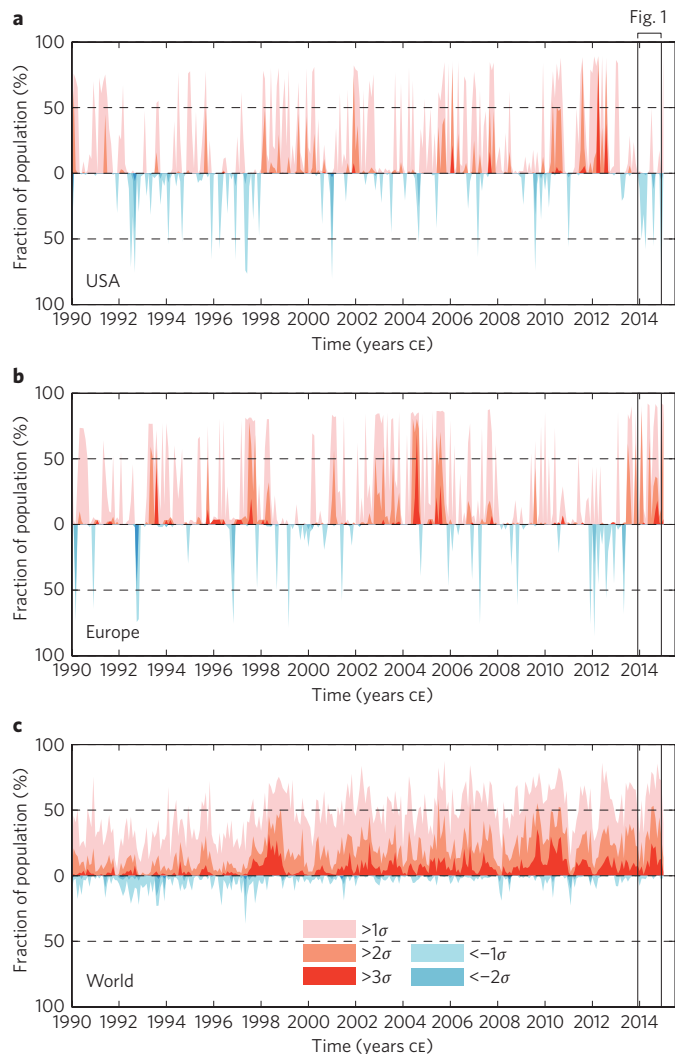 Fig. 1
a
100
50
0
50
100
Fraction of population (%)
USA
1990 1992 1994 1996 1998 2000 2002 2004 2006 2008 2010 2012 2014
Time (years CE)
b
100
50
0
50
100
Fraction of population (%)
Europe
1990 1992 1994 1996 1998 2000 2002 2004 2006 2008 2010 2012 2014
Time (years CE)
c
100
50
0
50
100
Fraction of population (%)
>1σ
>2σ <−1σ
>3σ <−2σ
World
1990 1992 1994 1996 1998 2000 2002 2004 2006 2008 2010 2012 2014
Time (years CE)